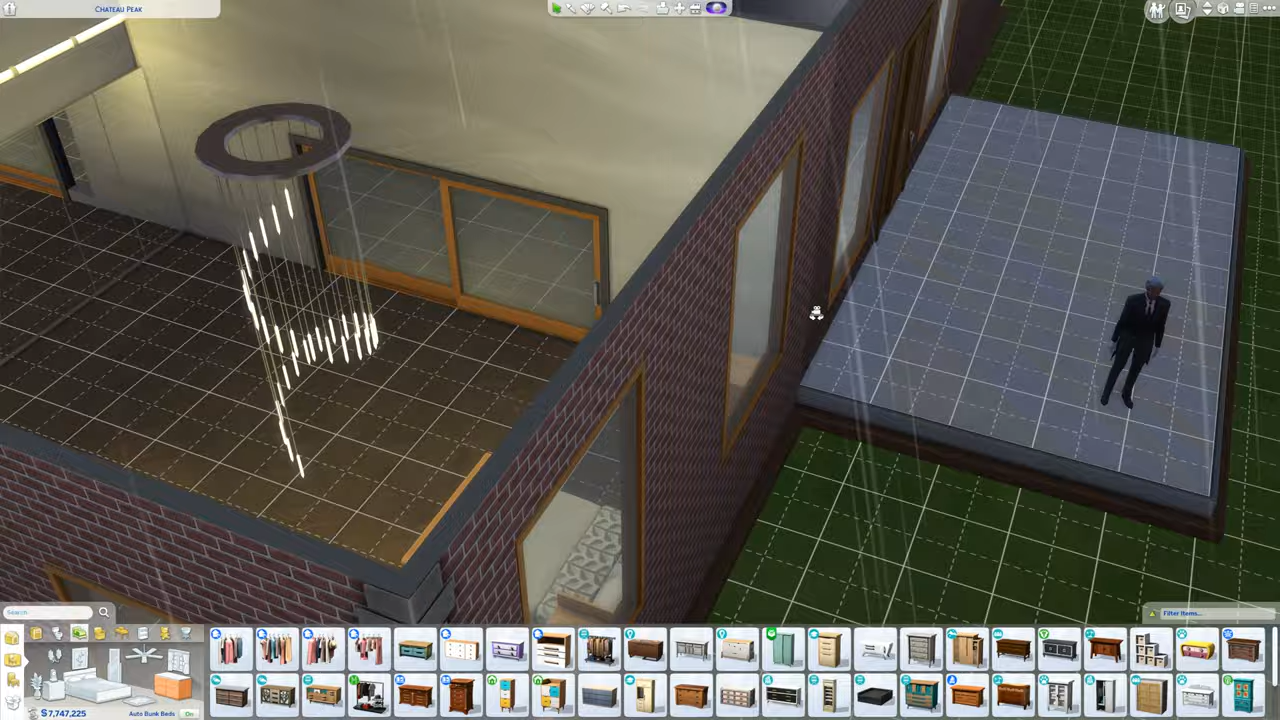 CHATEAU PEAK
Search
Filter Items...
$7,747,225
Auto Bunk Beds
On